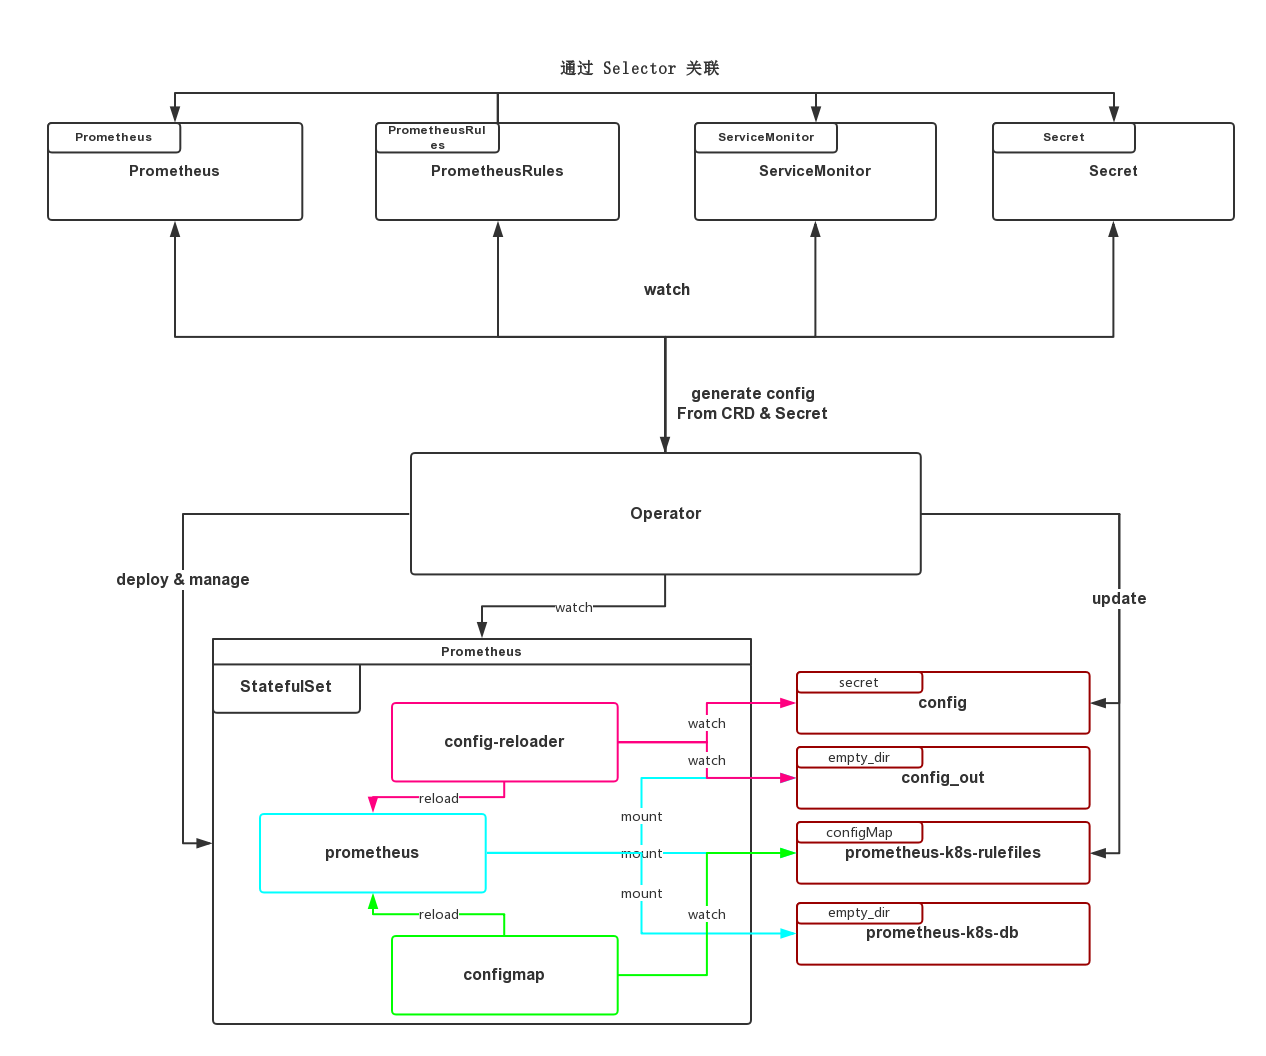 通过 Selector 关联
Prometheus
Prometheus
PrometheusRul
es
PrometheusRules
ServiceMonitor
ServiceMonitor
Secret
Secret
watch
generate config
From CRD & Secret
Operator
deploy & manage
watch
update
Prometheus
StatefulSet
config-reloader
watch
watch
secret
config
empty_dir
config_out
reload
mount
prometheus
mount
configMap
prometheus-k8s-rulefiles
mount
reload
watch
empty_dir
prometheus-k8s-db
configmap